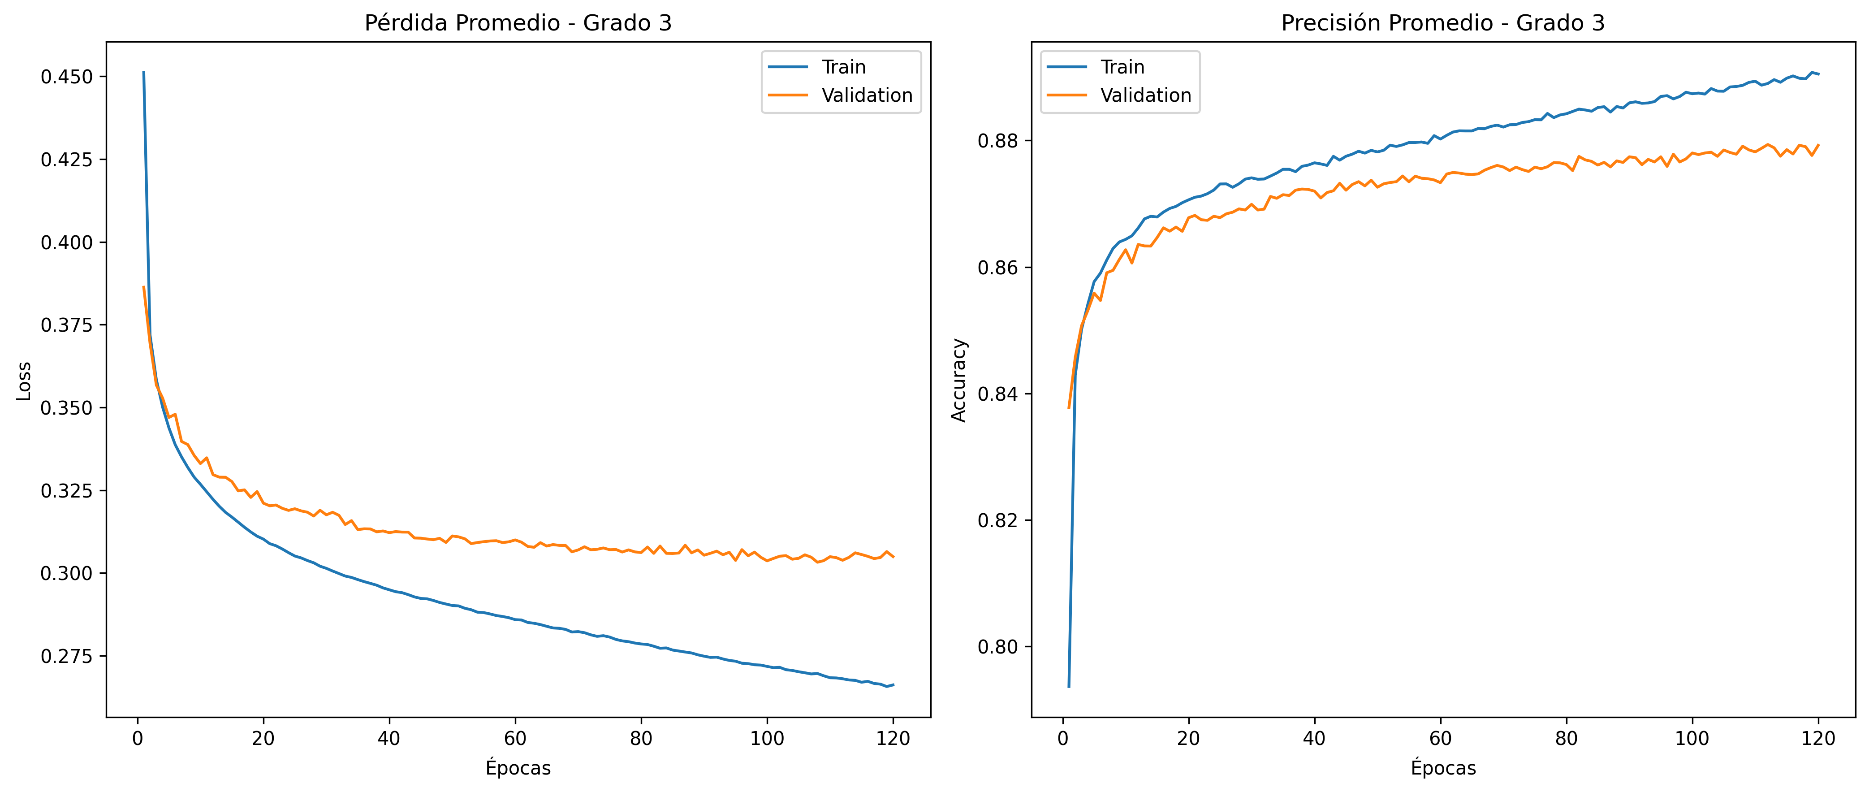 Pérdida Promedio - Grado 3
Train
Validation
0.450
0.425
0.400
0.375
0.350
0.325
0.300
0.275
Loss
0 20 40 60 80 100 120
Épocas
Precisión Promedio - Grado 3
Train
Validation
0.88
0.86
0.84
0.82
0.80
Accuracy
0 20 40 60 80 100 120
Épocas